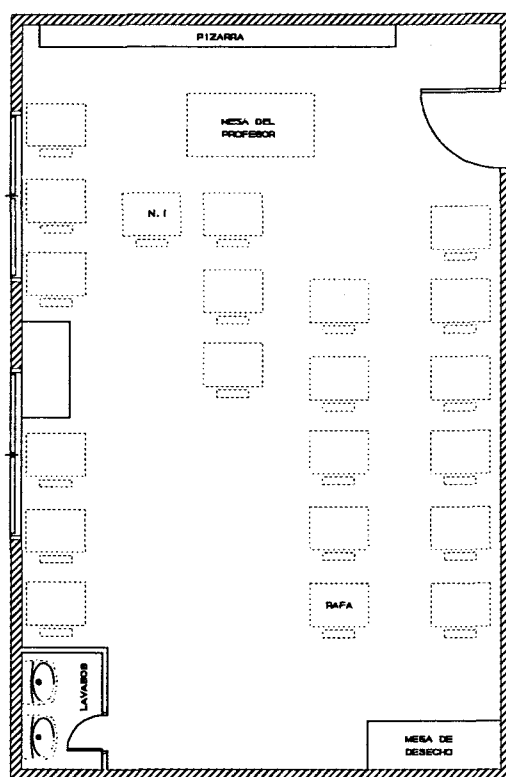 PIZARRA
MESA DEL
PROFESOR
N.I
RAFA
LAVABOS
MESA DE
DESECHO